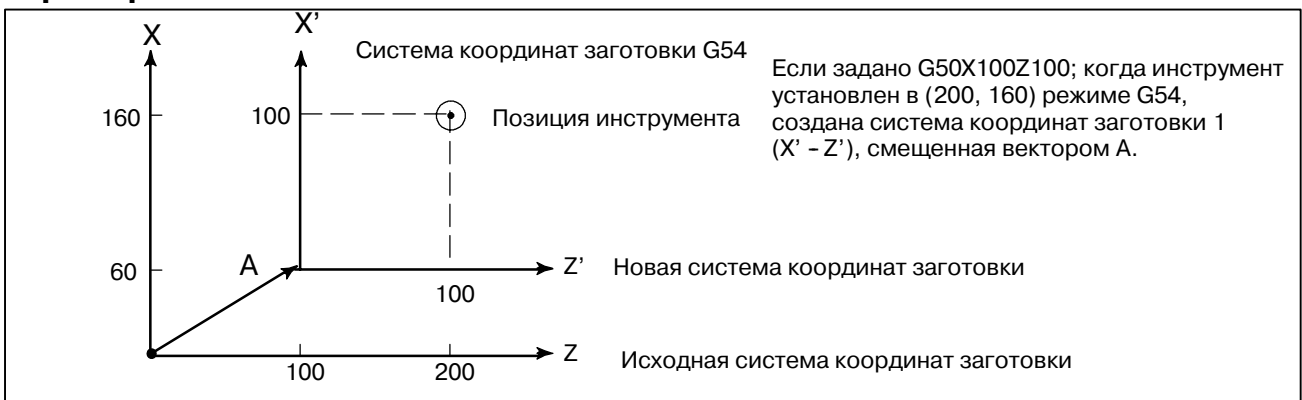 X
X’
Система координат заготовки G54
Если задано G50X100Z100; когда инструмент
установлен в (200, 160) режиме G54,
создана система координат заготовки 1
(X’ – Z’), смещенная вектором A.
160
100
Позиция инструмента
60
A
Z’
Новая система координат заготовки
100
Z
Исходная система координат заготовки
100
200